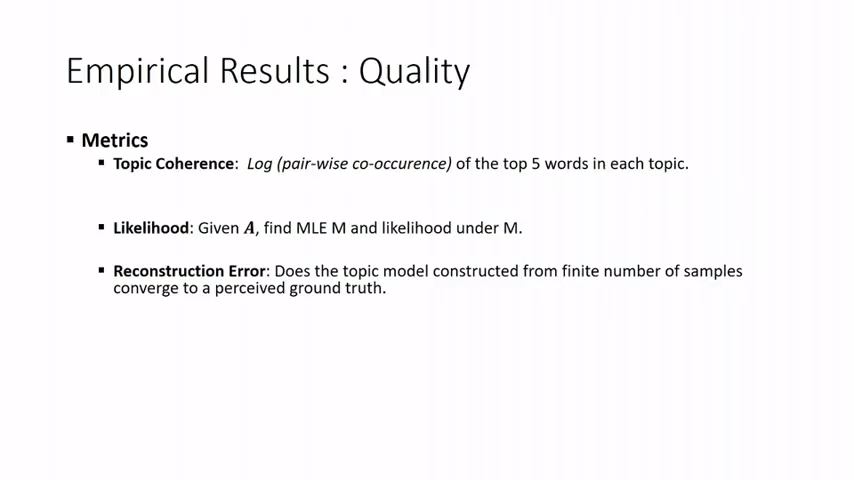 Empirical Results : Quality
▪ Metrics
▪ Topic Coherence: Log (pair-wise co-occurence) of the top 5 words in each topic.
▪ Likelihood: Given A, find MLE M and likelihood under M.
▪ Reconstruction Error: Does the topic model constructed from finite number of samples
converge to a perceived ground truth.